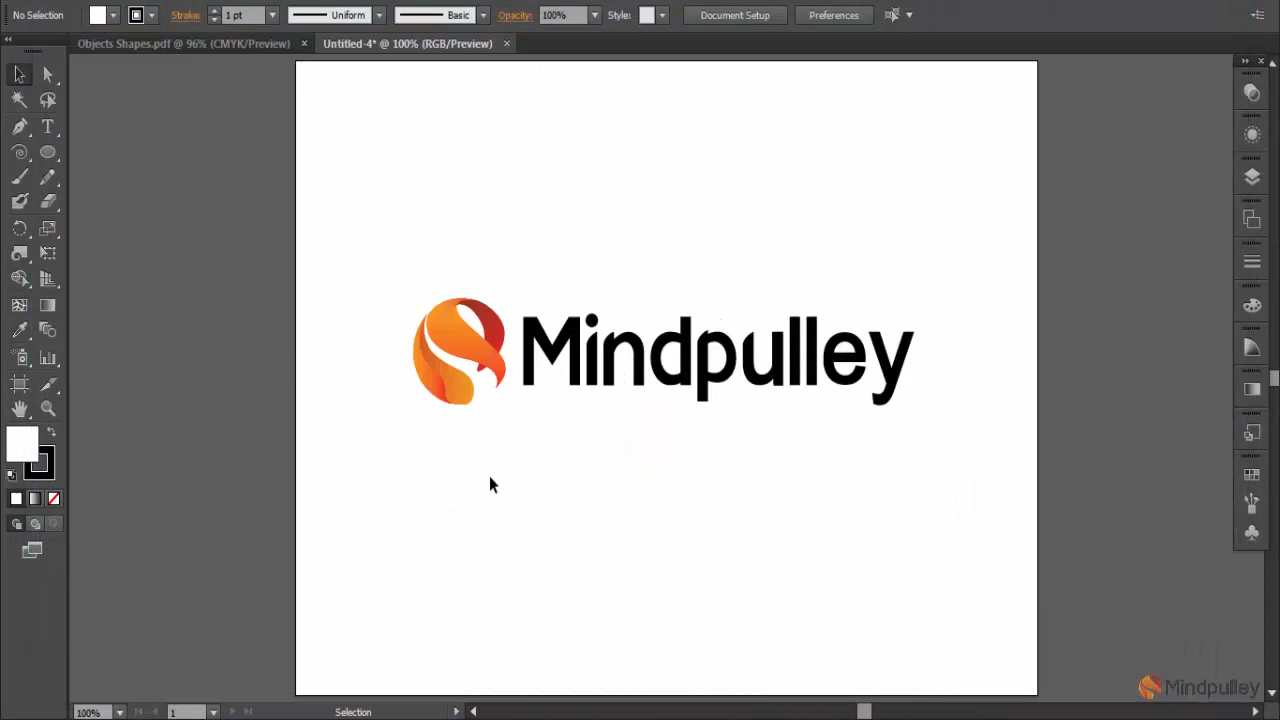 No Selection Stroke: 1 pt Uniform Basic Opacity: 100% Style: Document Setup Preferences
Objects Shapes.pdf @ 96% (CMYK/Preview) × Untitled-4* @ 100% (RGB/Preview) ×
Mindpulley
Mindpulley
100% 1 Selection